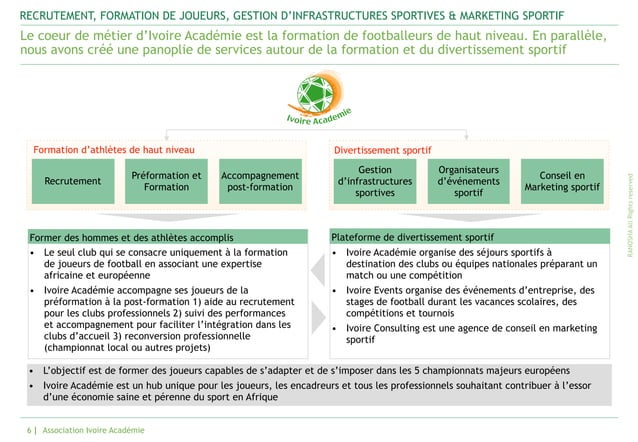 RECRUTEMENT, FORMATION DE JOUEURS, GESTION D’INFRASTRUCTURES SPORTIVES & MARKETING SPORTIF
Le coeur de métier d’Ivoire Académie est la formation de footballeurs de haut niveau. En parallèle,
nous avons créé une panoplie de services autour de la formation et du divertissement sportif
Ivoire Academie
Formation d’athlètes de haut niveau
Recrutement
Préformation et
Formation
Accompagnement
post-formation
Divertissement sportif
Gestion
d’infrastructures
sportives
Organisateurs
d’événements
sportif
Conseil en
Marketing sportif
Former des hommes et des athlètes accomplis
• Le seul club qui se consacre uniquement à la formation
de joueurs de football en associant une expertise
africaine et européenne
• Ivoire Académie accompagne ses joueurs de la
préformation à la post-formation 1) aide au recrutement
pour les clubs professionnels 2) suivi des performances
et accompagnement pour faciliter l’intégration dans les
clubs d’accueil 3) reconversion professionnelle
(championnat local ou autres projets)
Plateforme de divertissement sportif
• Ivoire Académie organise des séjours sportifs à
destination des clubs ou équipes nationales préparant un
match ou une compétition
• Ivoire Events organise des événements d’entreprise, des
stages de football durant les vacances scolaires, des
compétitions et tournois
• Ivoire Consulting est une agence de conseil en marketing
sportif
• L’objectif est de former des joueurs capables de s’adapter et de s’imposer dans les 5 championnats majeurs européens
• Ivoire Académie est un hub unique pour les joueurs, les encadreurs et tous les professionnels souhaitant contribuer à l’essor
d’une économie saine et pérenne du sport en Afrique
6 | Association Ivoire Académie
All Rights reserved